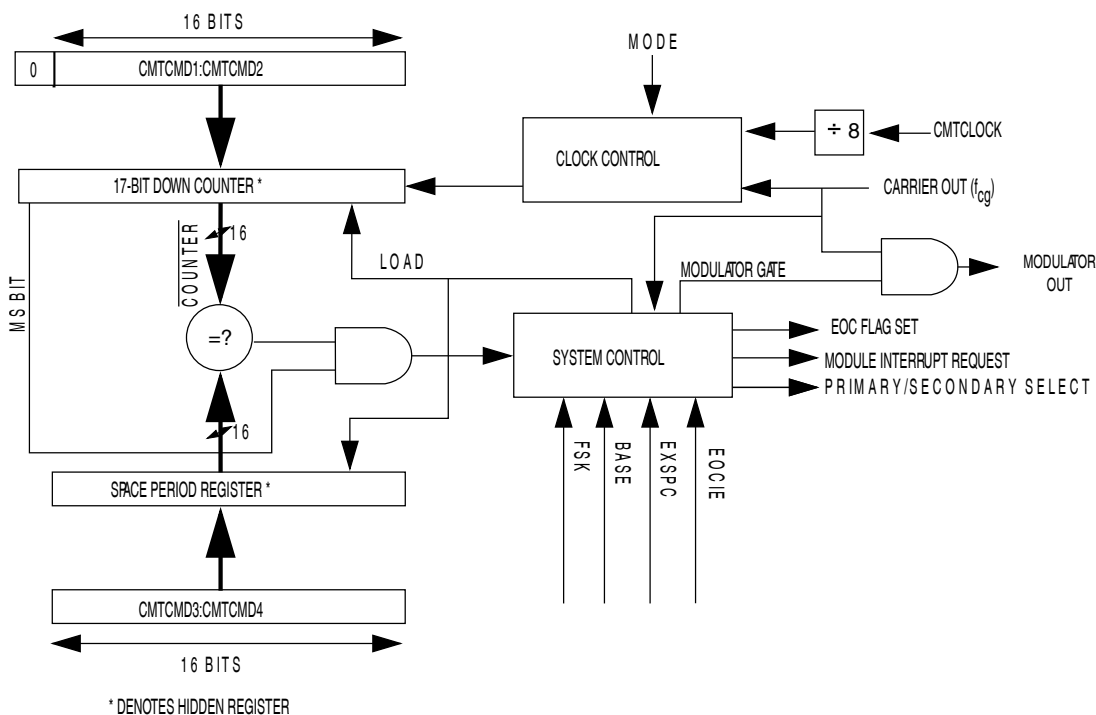 16 BITS
MODE
0
CMTCMD1:CMTCMD2
÷ 8
CMTCLOCK
CLOCK CONTROL
17-BIT DOWN COUNTER *
CARRIER OUT (fcg)
16
COUNTER
MS BIT
LOAD
MODULATOR GATE
MODULATOR
OUT
=?
SYSTEM CONTROL
EOC FLAG SET
MODULE INTERRUPT REQUEST
PRIMARY/SECONDARY SELECT
16
FSK
BASE
EXSPC
EOCIE
SPACE PERIOD REGISTER *
CMTCMD3:CMTCMD4
16 BITS
* DENOTES HIDDEN REGISTER